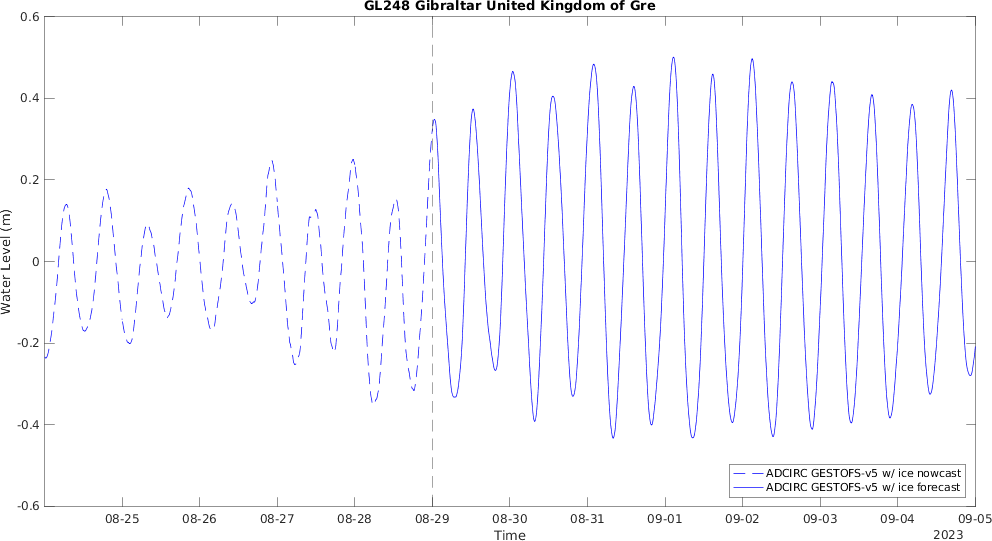 GL248 Gibraltar United Kingdom of Gre
0.6
0.4
0.2
0
-0.2
-0.4
-0.6
Water Level (m)
ADCIRC GESTOFS-v5 w/ ice nowcast
ADCIRC GESTOFS-v5 w/ ice forecast
08-25 08-26 08-27 08-28 08-29 08-30 08-31 09-01 09-02 09-03 09-04 09-05
Time
2023